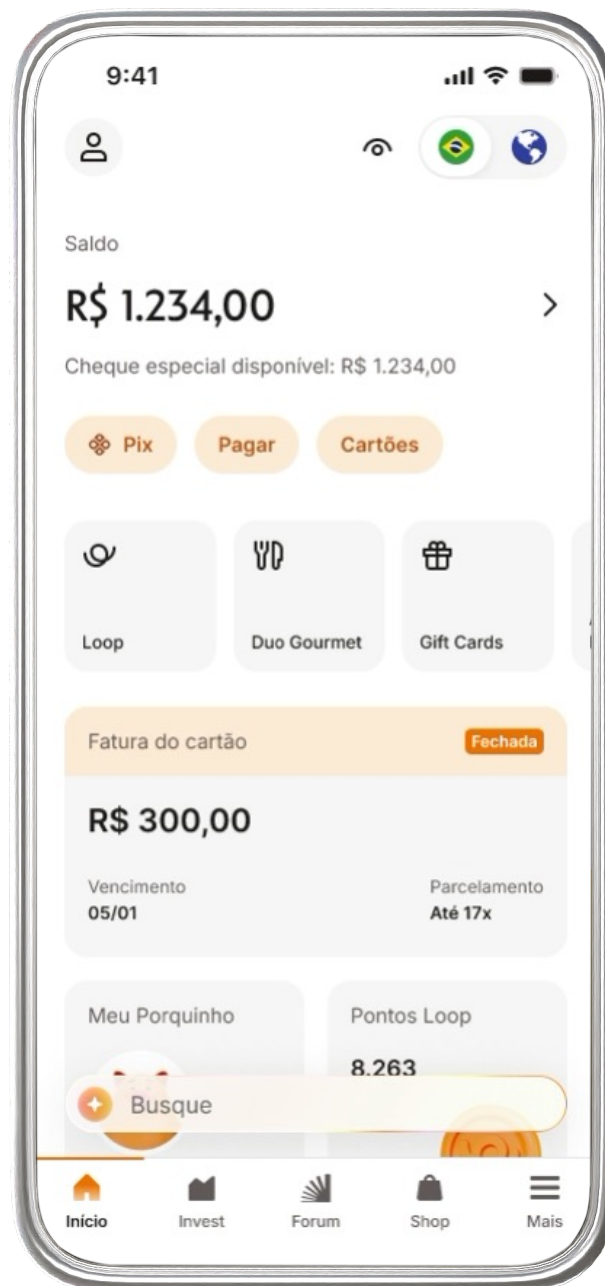 9:41
Saldo
R$ 1.234,00
Cheque especial disponível: R$ 1.234,00
Pix Pagar Cartões
Loop Duo Gourmet Gift Cards
Fatura do cartão Fechada
R$ 300,00
Vencimento Parcelamento
05/01 Até 17x
Meu Porquinho Pontos Loop
8.263
Busque
Início Invest Forum Shop Mais